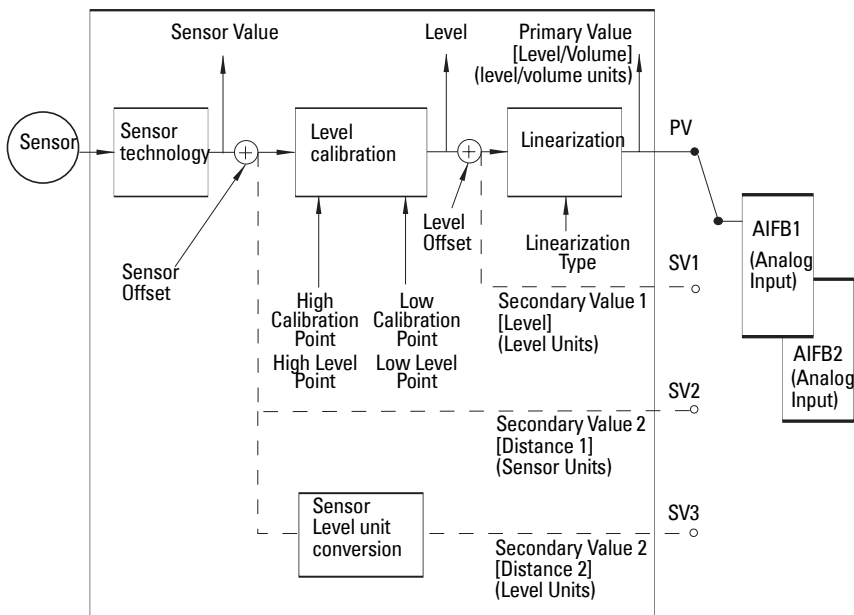 Sensor Value
Level
Primary Value
[Level/Volume]
(level/volume units)
Sensor
Sensor
technology
Level
calibration
Linearization
PV
Sensor
Offset
Level
Offset
Linearization
Type
High
Calibration
Point
High Level
Point
Low
Calibration
Point
Low Level
Point
SV1
Secondary Value 1
[Level]
(Level Units)
AIFB1
(Analog
Input)
AIFB2
(Analog
Input)
SV2
Secondary Value 2
[Distance 1]
(Sensor Units)
Sensor
Level unit
conversion
SV3
Secondary Value 2
[Distance 2]
(Level Units)